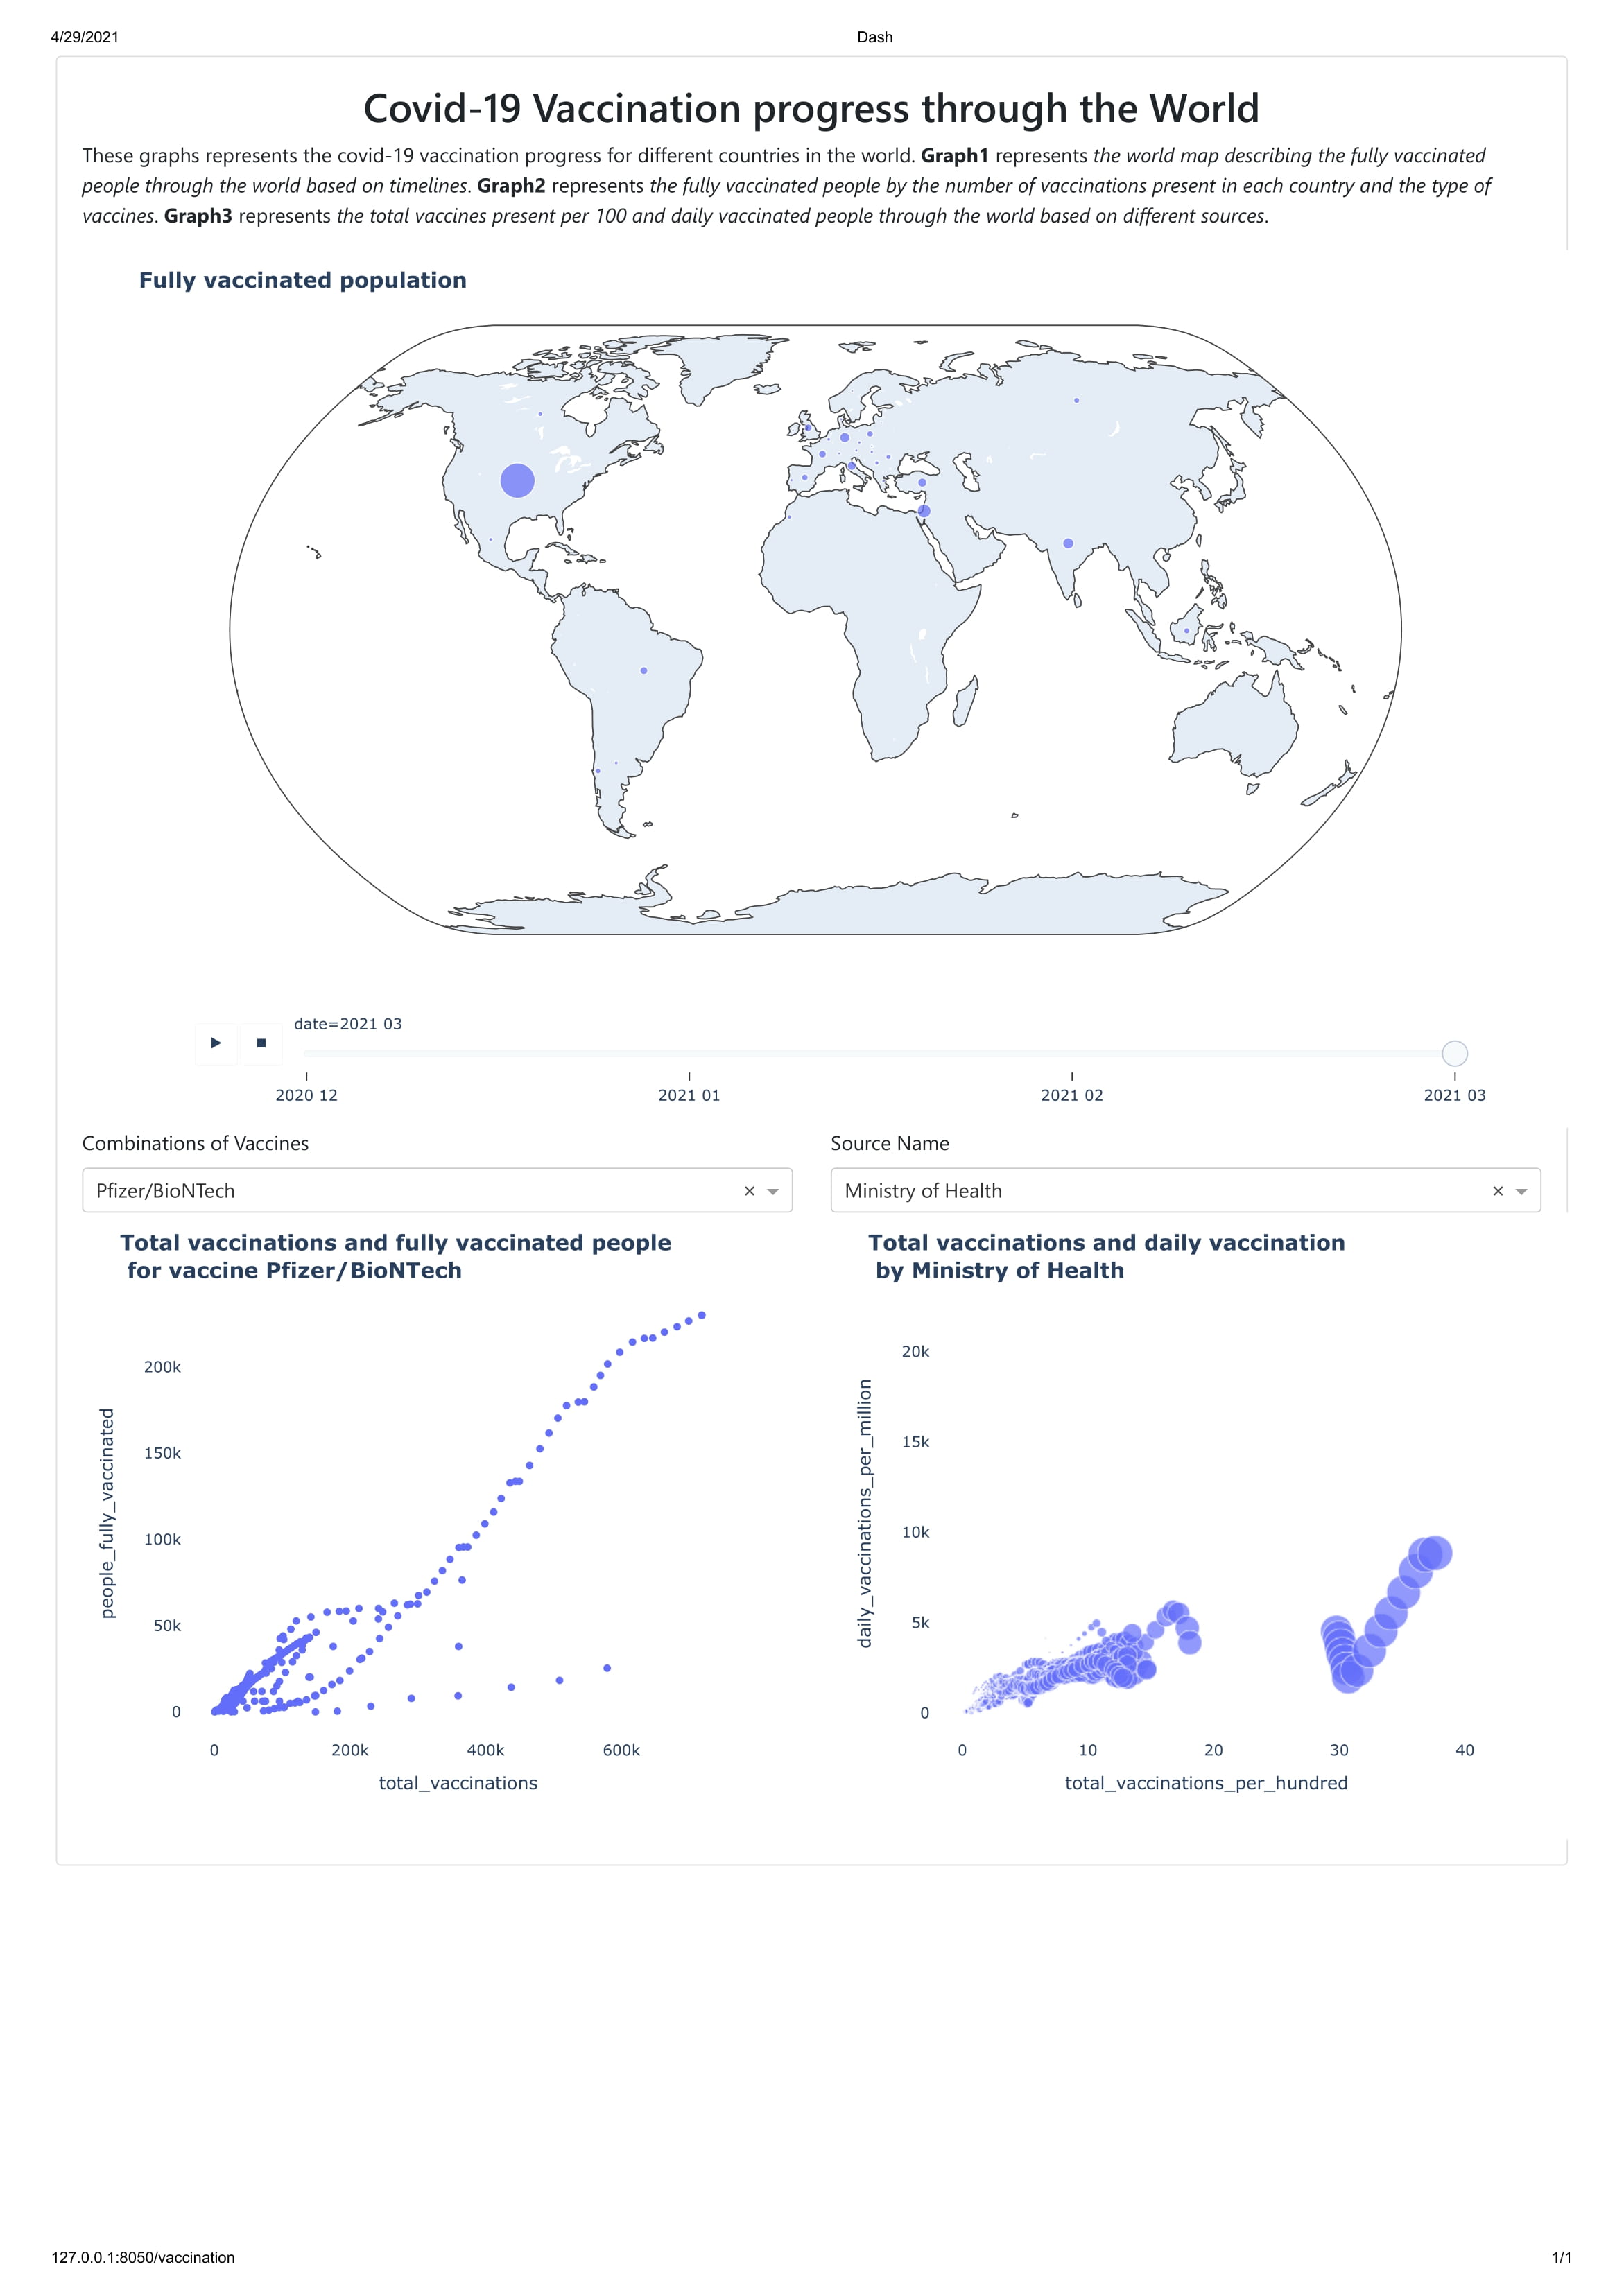 4/29/2021
Dash
Covid-19 Vaccination progress through the World
These graphs represents the covid-19 vaccination progress for different countries in the world. Graph1 represents the world map describing the fully vaccinated
people through the world based on timelines. Graph2 represents the fully vaccinated people by the number of vaccinations present in each country and the type of
vaccines. Graph3 represents the total vaccines present per 100 and daily vaccinated people through the world based on different sources.
Fully vaccinated population
date=2021 03
2020 12
2021 01
2021 02
2021 03
Combinations of Vaccines
Pfizer/BioNTech
Source Name
Ministry of Health
Total vaccinations and fully vaccinated people
for vaccine Pfizer/BioNTech
people_fully_vaccinated
200k
150k
100k
50k
0
0
200k
400k
600k
total_vaccinations
Total vaccinations and daily vaccination
by Ministry of Health
daily_vaccinations_per_million
20k
15k
10k
5k
0
0
10
20
30
40
total_vaccinations_per_hundred
127.0.0.1:8050/vaccination
1/1